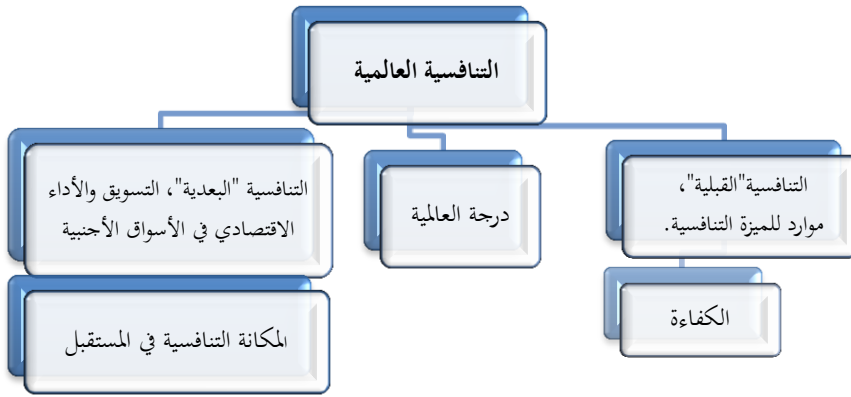 التنافسية العالمية
التنافسية"القبلية"،
موارد للميزة التنافسية.
الكفاءة
درجة العالمية
التنافسية "البعدية"، التسويق والأداء
الاقتصادي في الأسواق الأجنبية
المكانة التنافسية في المستقبل